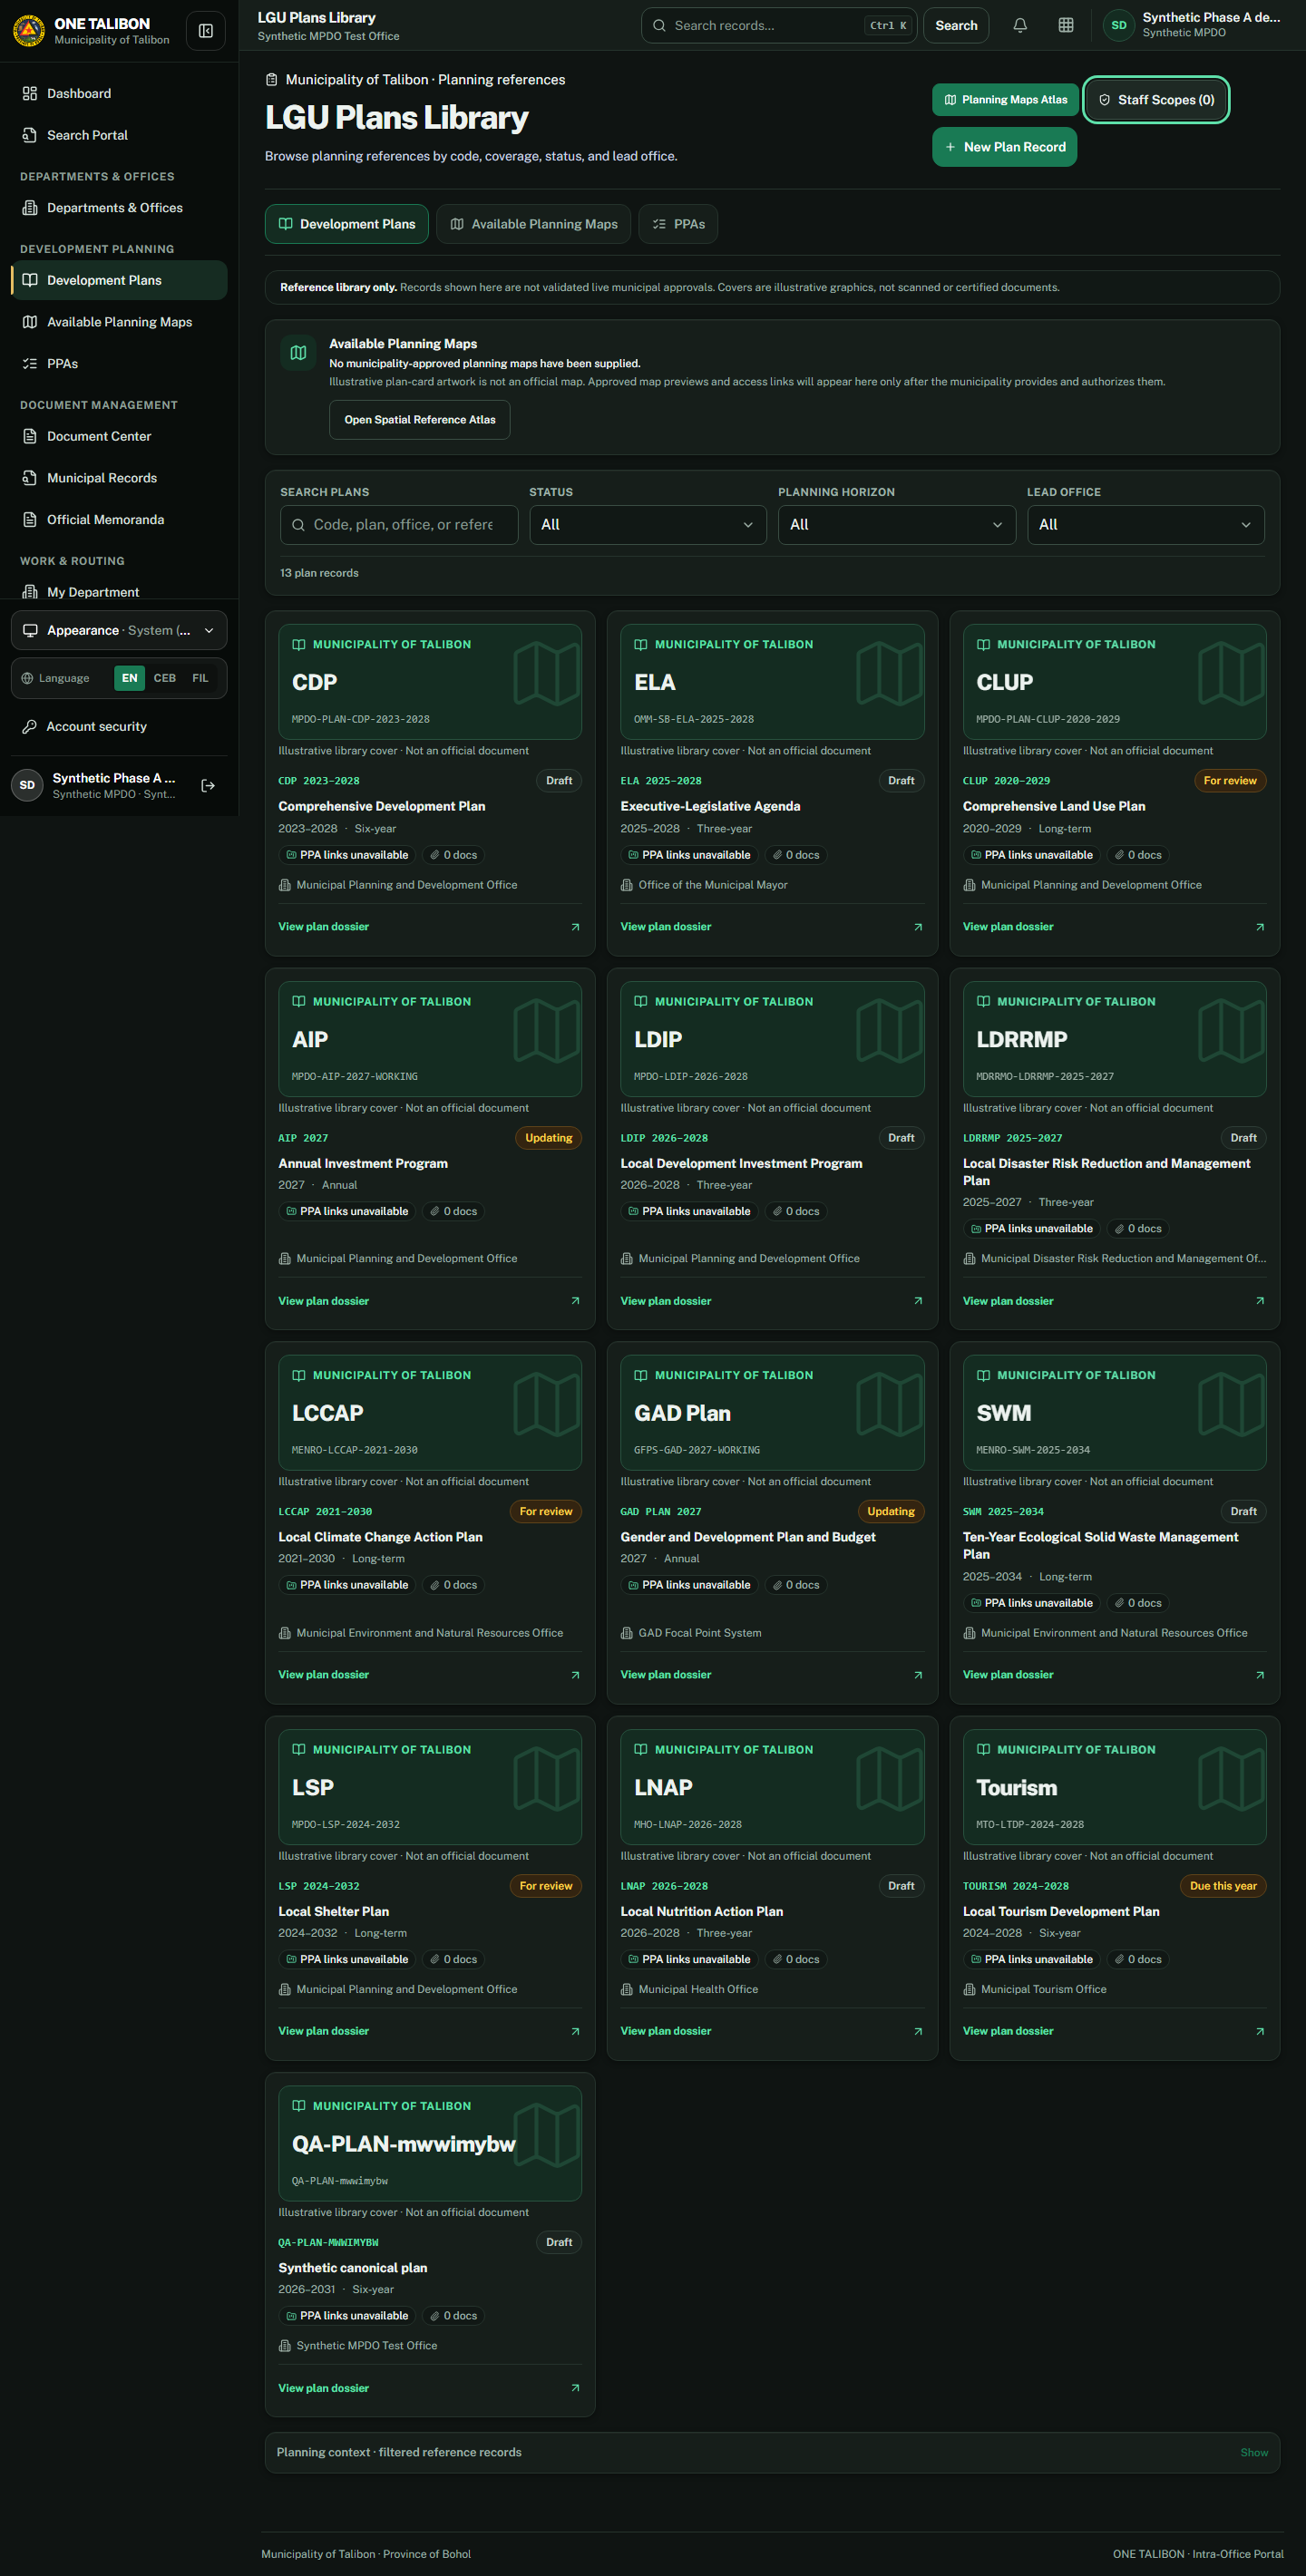 ONE TALIBON
Municipality of Talibon
Dashboard
Search Portal
DEPARTMENTS & OFFICES
Departments & Offices
DEVELOPMENT PLANNING
Development Plans
Available Planning Maps
PPAs
DOCUMENT MANAGEMENT
Document Center
Municipal Records
Official Memoranda
WORK & ROUTING
My Department
Appearance · System (...
Language EN CEB FIL
Account security
SD Synthetic Phase A ...
Synthetic MPDO · Synt...
LGU Plans Library
Synthetic MPDO Test Office
Search records... Ctrl K Search
SD Synthetic Phase A de...
Synthetic MPDO
Municipality of Talibon · Planning references
LGU Plans Library
Browse planning references by code, coverage, status, and lead office.
Planning Maps Atlas
Staff Scopes (0)
New Plan Record
Development Plans
Available Planning Maps
PPAs
Reference library only. Records shown here are not validated live municipal approvals. Covers are illustrative graphics, not scanned or certified documents.
Available Planning Maps
No municipality-approved planning maps have been supplied.
Illustrative plan-card artwork is not an official map. Approved map previews and access links will appear here only after the municipality provides and authorizes them.
Open Spatial Reference Atlas
SEARCH PLANS
Code, plan, office, or refere
STATUS
All
PLANNING HORIZON
All
LEAD OFFICE
All
13 plan records
MUNICIPALITY OF TALIBON
CDP
MPDO-PLAN-CDP-2023-2028
Illustrative library cover · Not an official document
CDP 2023–2028 Draft
Comprehensive Development Plan
2023–2028 · Six-year
PPA links unavailable 0 docs
Municipal Planning and Development Office
View plan dossier
MUNICIPALITY OF TALIBON
ELA
OMM-SB-ELA-2025-2028
Illustrative library cover · Not an official document
ELA 2025–2028 Draft
Executive-Legislative Agenda
2025–2028 · Three-year
PPA links unavailable 0 docs
Office of the Municipal Mayor
View plan dossier
MUNICIPALITY OF TALIBON
CLUP
MPDO-PLAN-CLUP-2020-2029
Illustrative library cover · Not an official document
CLUP 2020–2029 For review
Comprehensive Land Use Plan
2020–2029 · Long-term
PPA links unavailable 0 docs
Municipal Planning and Development Office
View plan dossier
MUNICIPALITY OF TALIBON
AIP
MPDO-AIP-2027-WORKING
Illustrative library cover · Not an official document
AIP 2027 Updating
Annual Investment Program
2027 · Annual
PPA links unavailable 0 docs
Municipal Planning and Development Office
View plan dossier
MUNICIPALITY OF TALIBON
LDIP
MPDO-LDIP-2026-2028
Illustrative library cover · Not an official document
LDIP 2026–2028 Draft
Local Development Investment Program
2026–2028 · Three-year
PPA links unavailable 0 docs
Municipal Planning and Development Office
View plan dossier
MUNICIPALITY OF TALIBON
LDRRMP
MDRRMO-LDRRMP-2025-2027
Illustrative library cover · Not an official document
LDRRMP 2025–2027 Draft
Local Disaster Risk Reduction and Management
Plan
2025–2027 · Three-year
PPA links unavailable 0 docs
Municipal Disaster Risk Reduction and Management Of...
View plan dossier
MUNICIPALITY OF TALIBON
LCCAP
MENRO-LCCAP-2021-2030
Illustrative library cover · Not an official document
LCCAP 2021–2030 For review
Local Climate Change Action Plan
2021–2030 · Long-term
PPA links unavailable 0 docs
Municipal Environment and Natural Resources Office
View plan dossier
MUNICIPALITY OF TALIBON
GAD Plan
GFPS-GAD-2027-WORKING
Illustrative library cover · Not an official document
GAD PLAN 2027 Updating
Gender and Development Plan and Budget
2027 · Annual
PPA links unavailable 0 docs
GAD Focal Point System
View plan dossier
MUNICIPALITY OF TALIBON
SWM
MENRO-SWM-2025-2034
Illustrative library cover · Not an official document
SWM 2025–2034 Draft
Ten-Year Ecological Solid Waste Management
Plan
2025–2034 · Long-term
PPA links unavailable 0 docs
Municipal Environment and Natural Resources Office
View plan dossier
MUNICIPALITY OF TALIBON
LSP
MPDO-LSP-2024-2032
Illustrative library cover · Not an official document
LSP 2024–2032 For review
Local Shelter Plan
2024–2032 · Long-term
PPA links unavailable 0 docs
Municipal Planning and Development Office
View plan dossier
MUNICIPALITY OF TALIBON
LNAP
MHO-LNAP-2026-2028
Illustrative library cover · Not an official document
LNAP 2026–2028 Draft
Local Nutrition Action Plan
2026–2028 · Three-year
PPA links unavailable 0 docs
Municipal Health Office
View plan dossier
MUNICIPALITY OF TALIBON
Tourism
MTO-LTDP-2024-2028
Illustrative library cover · Not an official document
TOURISM 2024–2028 Due this year
Local Tourism Development Plan
2024–2028 · Six-year
PPA links unavailable 0 docs
Municipal Tourism Office
View plan dossier
MUNICIPALITY OF TALIBON
QA-PLAN-mwwimybw
QA-PLAN-mwwimybw
Illustrative library cover · Not an official document
QA-PLAN-MWWIMYBW Draft
Synthetic canonical plan
2026–2031 · Six-year
PPA links unavailable 0 docs
Synthetic MPDO Test Office
View plan dossier
Planning context · filtered reference records Show
Municipality of Talibon · Province of Bohol
ONE TALIBON · Intra-Office Portal